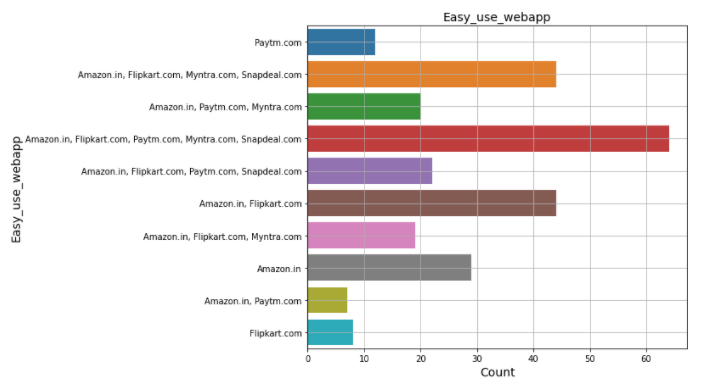 Easy_use_webapp
Paytm.com
Amazon.in, Flipkart.com, Myntra.com, Snapdeal.com
Amazon.in, Paytm.com, Myntra.com
Amazon.in, Flipkart.com, Paytm.com, Myntra.com, Snapdeal.com
Amazon.in, Flipkart.com, Paytm.com, Snapdeal.com
Amazon.in, Flipkart.com
Amazon.in, Flipkart.com, Myntra.com
Amazon.in
Amazon.in, Paytm.com
Flipkart.com
Easy_use_webapp
0 10 20 30 40 50 60
Count